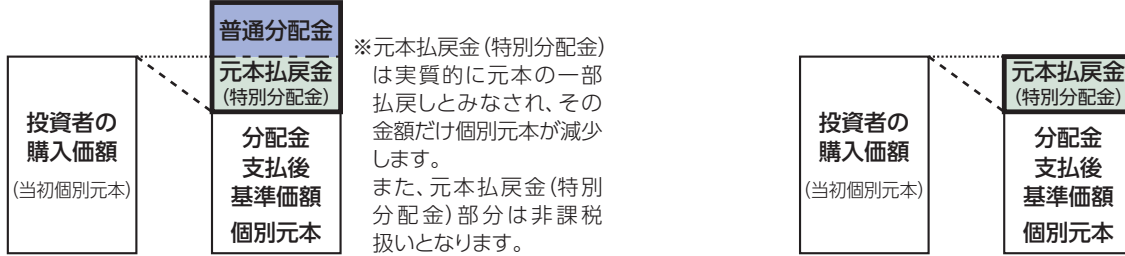 普通分配金
元本払戻金
(特別分配金)
投資者の
購入価額
(当初個別元本)
分配金
支払後
基準価額
個別元本
※元本払戻金(特別分配金)
は実質的に元本の一部
払戻しとみなされ、その
金額だけ個別元本が減少
します。
また、元本払戻金(特別
分配金)部分は非課税
扱いとなります。
投資者の
購入価額
(当初個別元本)
元本払戻金
(特別分配金)
分配金
支払後
基準価額
個別元本